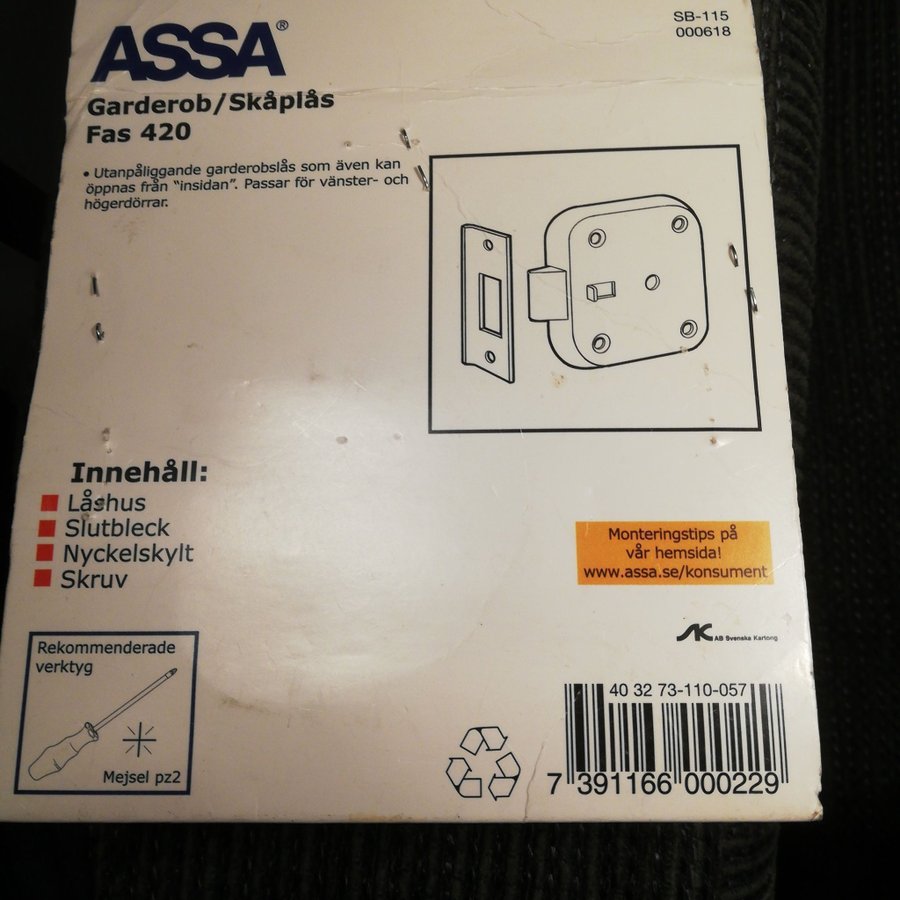 ASSA®
SB-115
000618
Garderob/Skåplås
Fas 420
• Utanpåliggande garderobslås som även kan
öppnas från “insidan”. Passar för vänster- och
högerdörrar.
Innehåll:
Låshus
Slutbleck
Nyckelskylt
Skruv
Monteringstips på
vår hemsida!
www.assa.se/konsument
AB Svenska Kartong
Rekommenderade
verktyg
Mejsel pz2
40 32 73-110-057
7 391166 000229